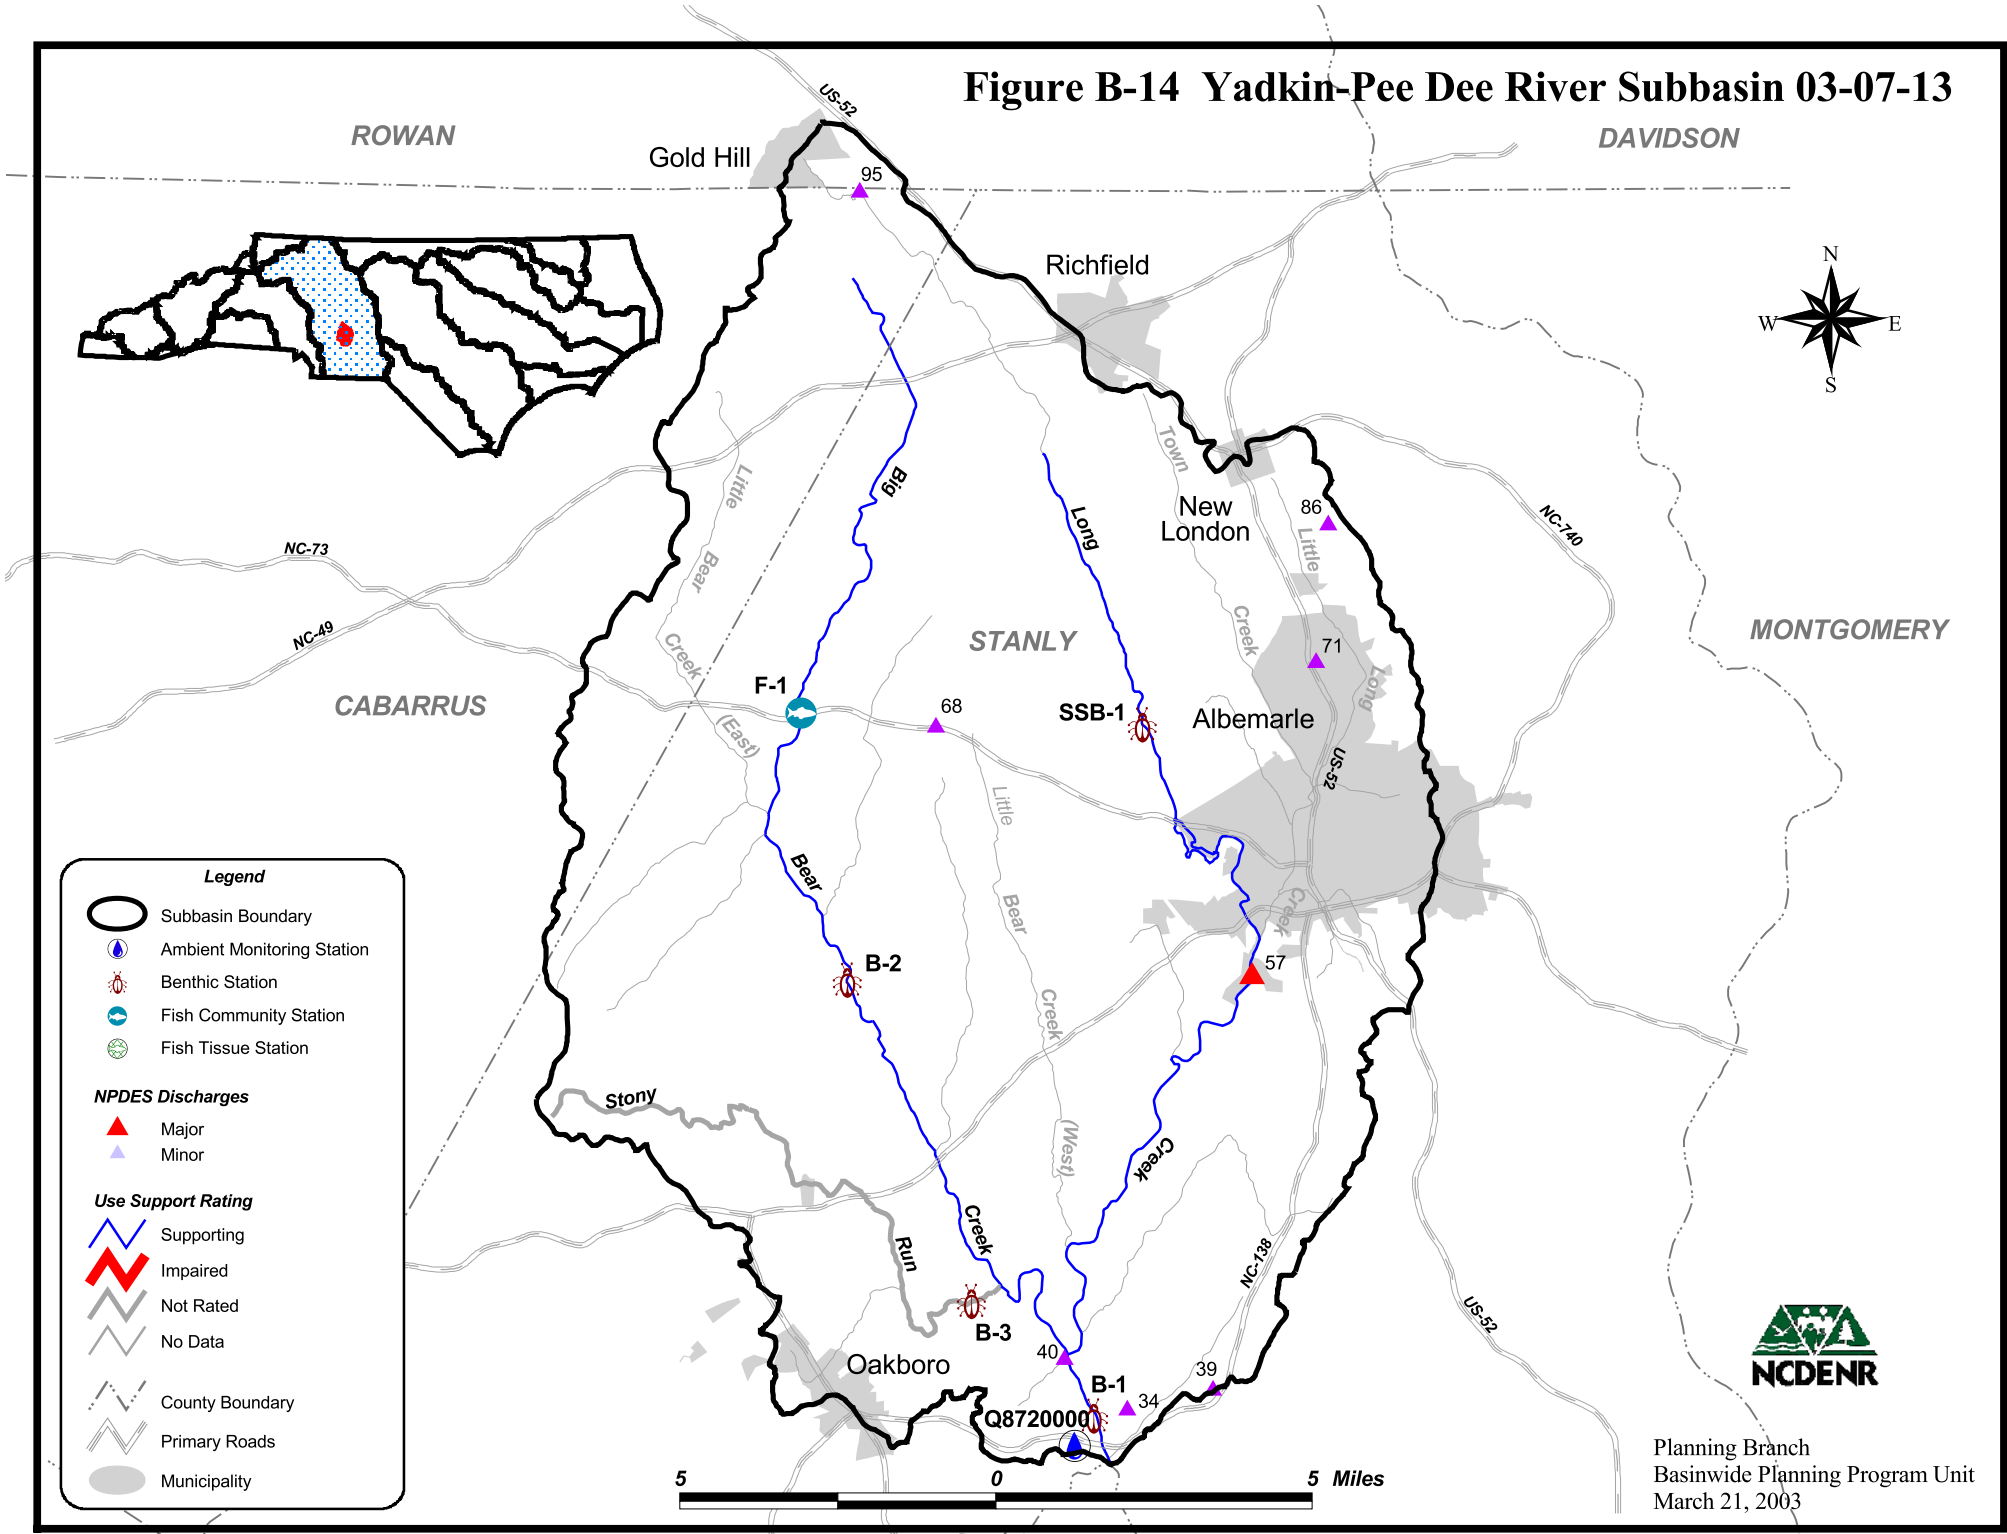 Figure B-14 Yadkin-Pee Dee River Subbasin 03-07-13
US-52
ROWAN
DAVIDSON
Gold Hill
95
Richfield
N
W
E
S
Town
Little
Big
Long
New
London
86
Little
NC-740
NC-73
Bear
NC-49
Creek
Creek
STANLY
MONTGOMERY
71
F-1
Long
CABARRUS
68
SSB-1
Albemarle
(East)
US-52
Little
Bear
Creek
Bear
B-2
57
Creek
Stony
(West)
Creek
Creek
Run
NC-138
US-52
B-3
40
Oakboro
39
B-1
34
Q8720000
Legend
Subbasin Boundary
Ambient Monitoring Station
Benthic Station
Fish Community Station
Fish Tissue Station
NPDES Discharges
Major
Minor
Use Support Rating
Supporting
Impaired
Not Rated
No Data
County Boundary
Primary Roads
Municipality
5 0 5 Miles
NCDENR
Planning Branch
Basinwide Planning Program Unit
March 21, 2003